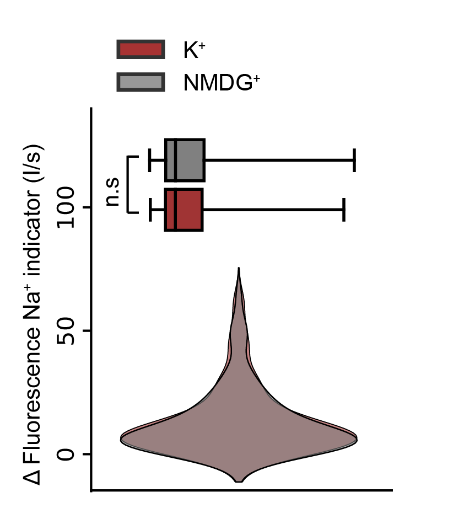 K⁺
NMDG⁺
Δ Fluorescence Na⁺ indicator (I/s)
n.s
100
50
0